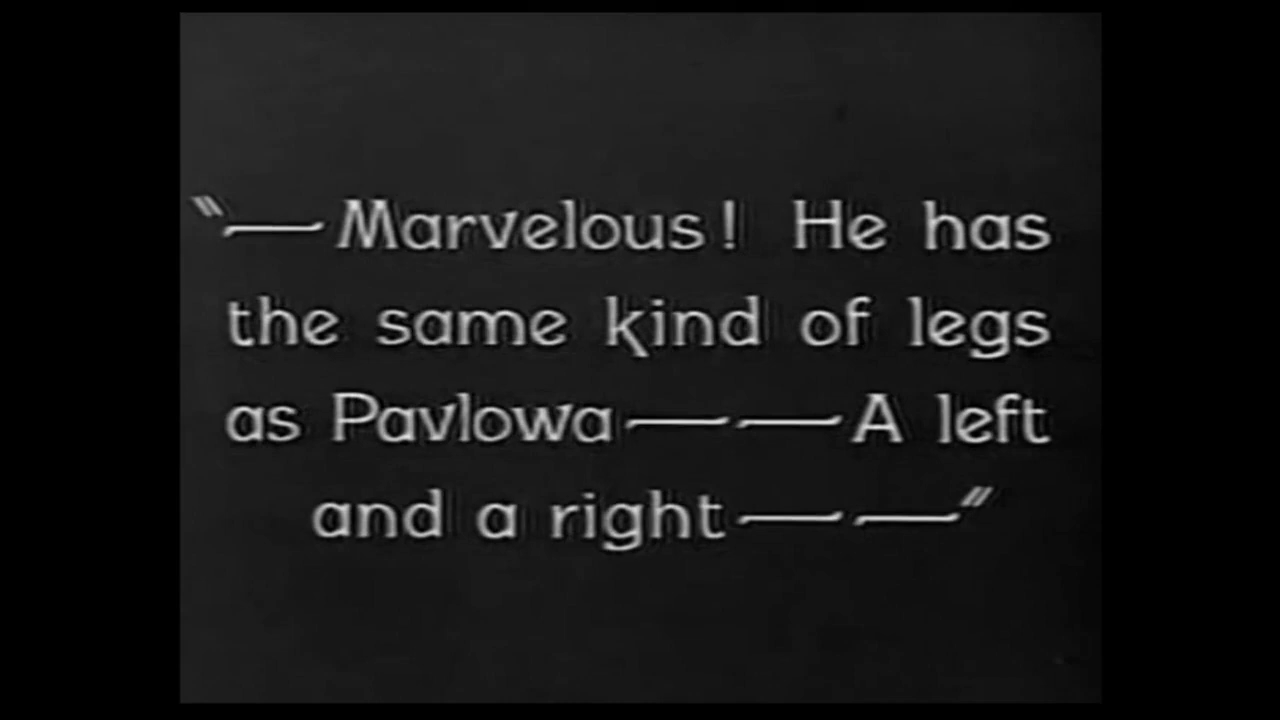 "—Marvelous! He has
the same kind of legs
as Pavlowa——A left
and a right——"